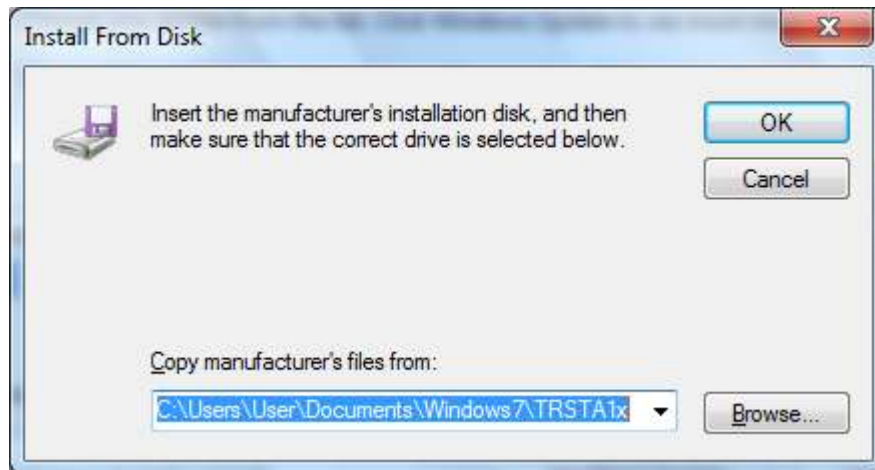 Install From Disk
Insert the manufacturer's installation disk, and then
make sure that the correct drive is selected below.
OK
Cancel
Copy manufacturer's files from:
C:\Users\User\Documents\Windows7\TRSTA1x
Browse...